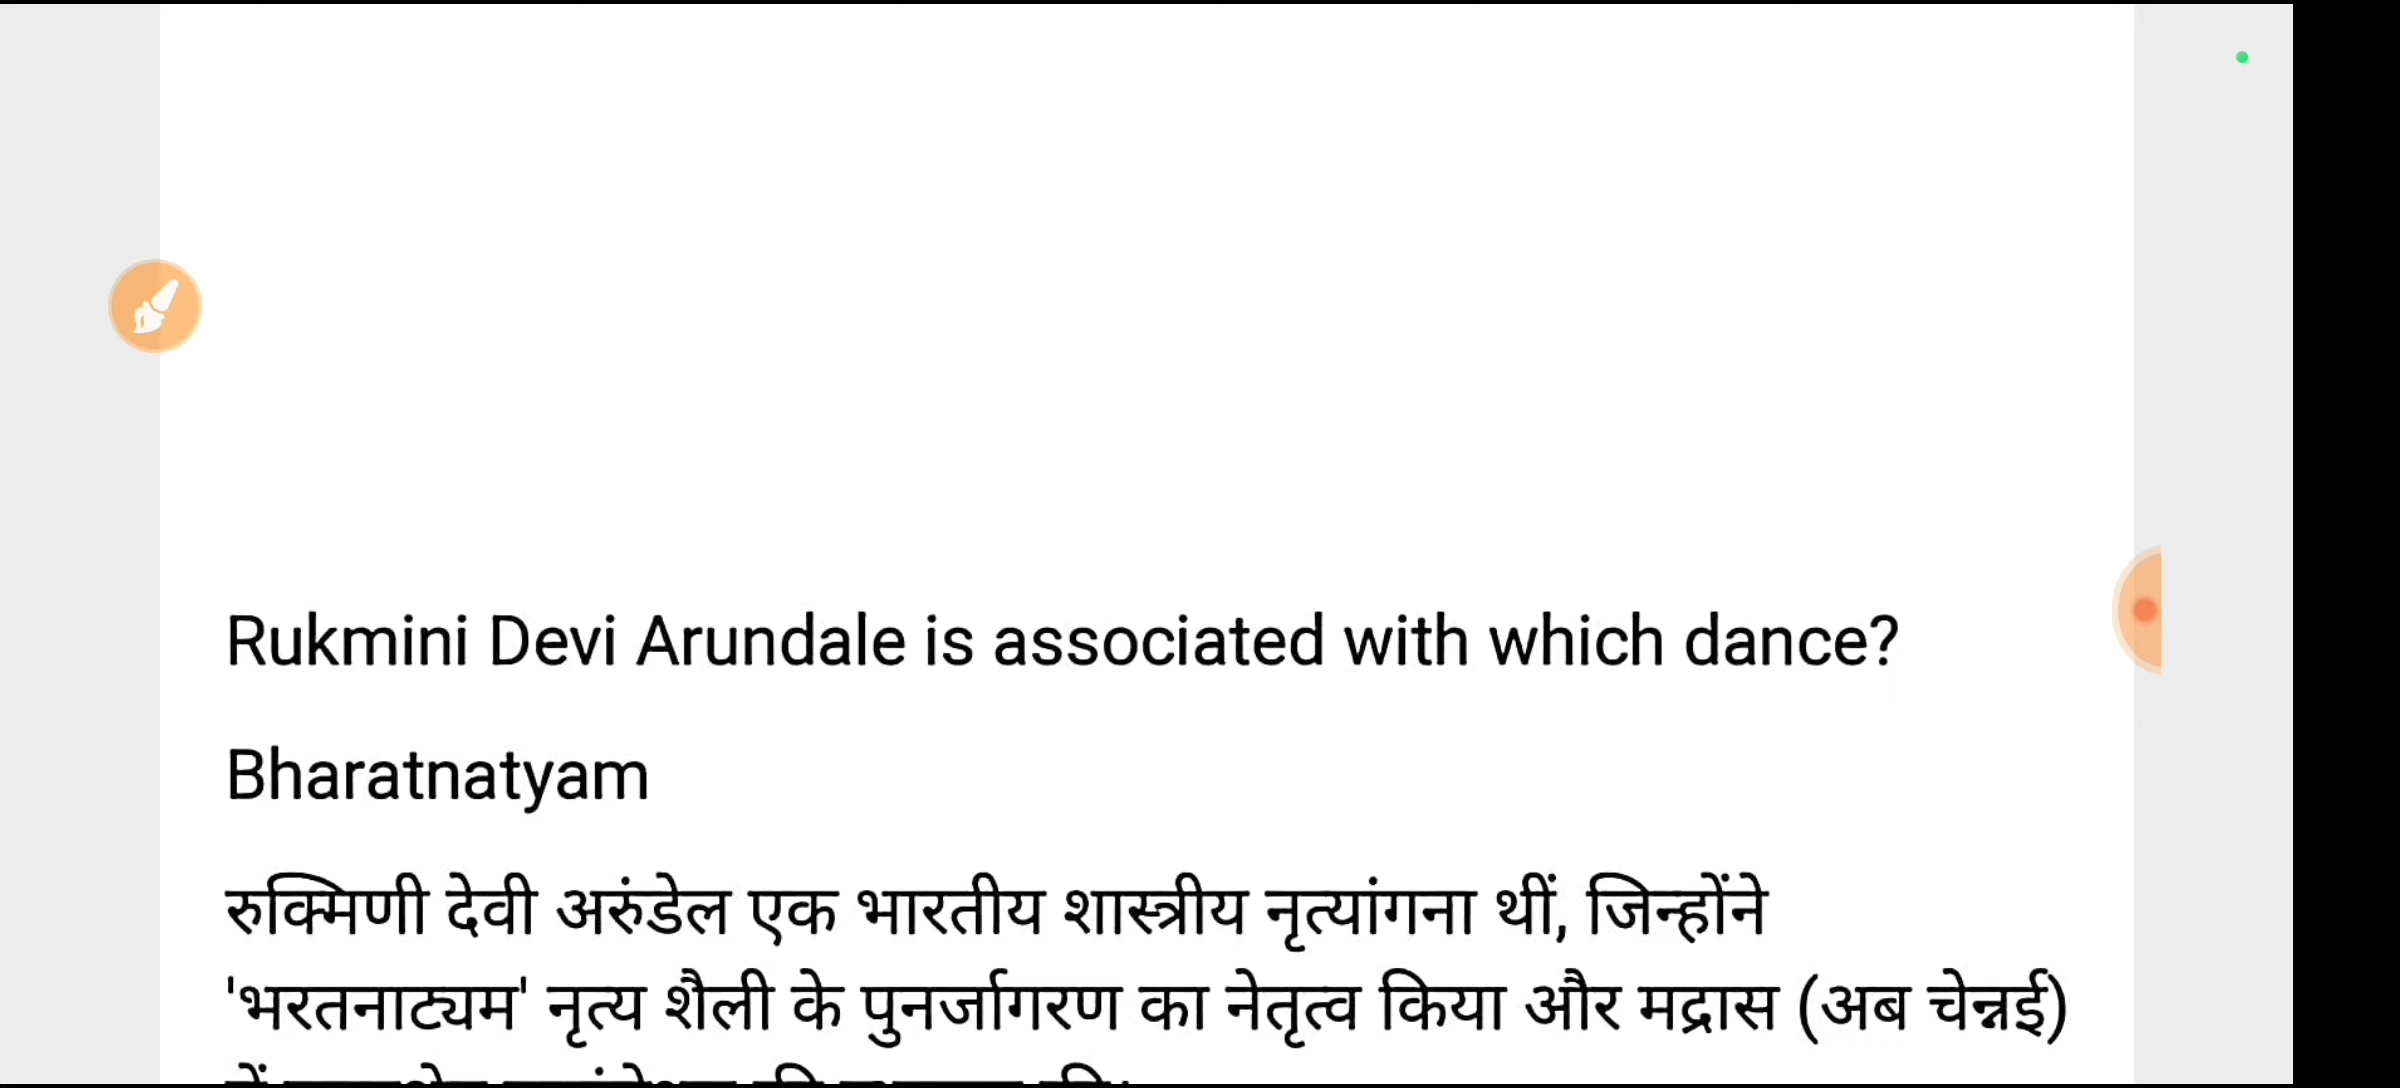 Rukmini Devi Arundale is associated with which dance?
Bharatnatyam
रुक्मिणी देवी अरुंडेल एक भारतीय शास्त्रीय नृत्यांगना थीं, जिन्होंने
'भरतनाट्यम' नृत्य शैली के पुनर्जागरण का नेतृत्व किया और मद्रास (अब चेन्नई)